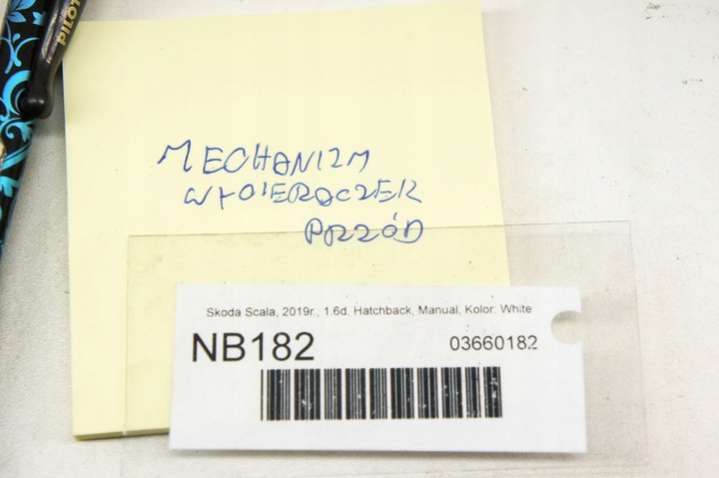 PILOT
MECHANIZM
WYCIERACZEK
PRZÓD
Skoda Scala, 2019r., 1.6d, Hatchback, Manual, Kolor: White
NB182
03660182